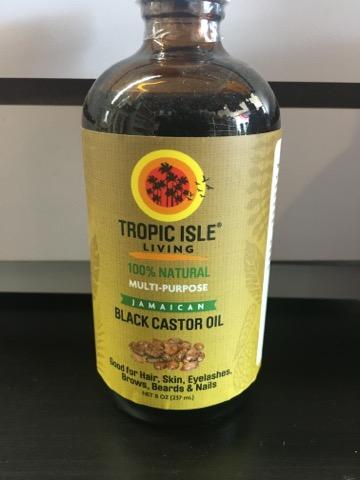 TROPIC ISLE®
LIVING
100% NATURAL
MULTI-PURPOSE
JAMAICAN
BLACK CASTOR OIL
Good for Hair, Skin, Eyelashes,
Brows, Beards & Nails
NET 8 OZ (237 mL)